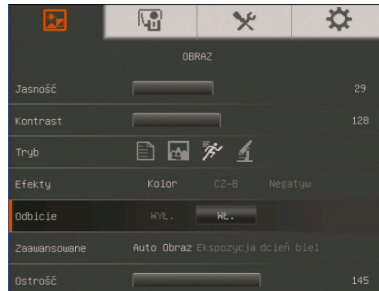 OBRAZ
Jasność 29
Kontrast 128
Tryb
Efekty Kolor CZ-B Negatyw
Odbicie WYŁ. WŁ.
Zaawansowane Auto Obraz Ekspozycja dcień biel
Ostrość 145